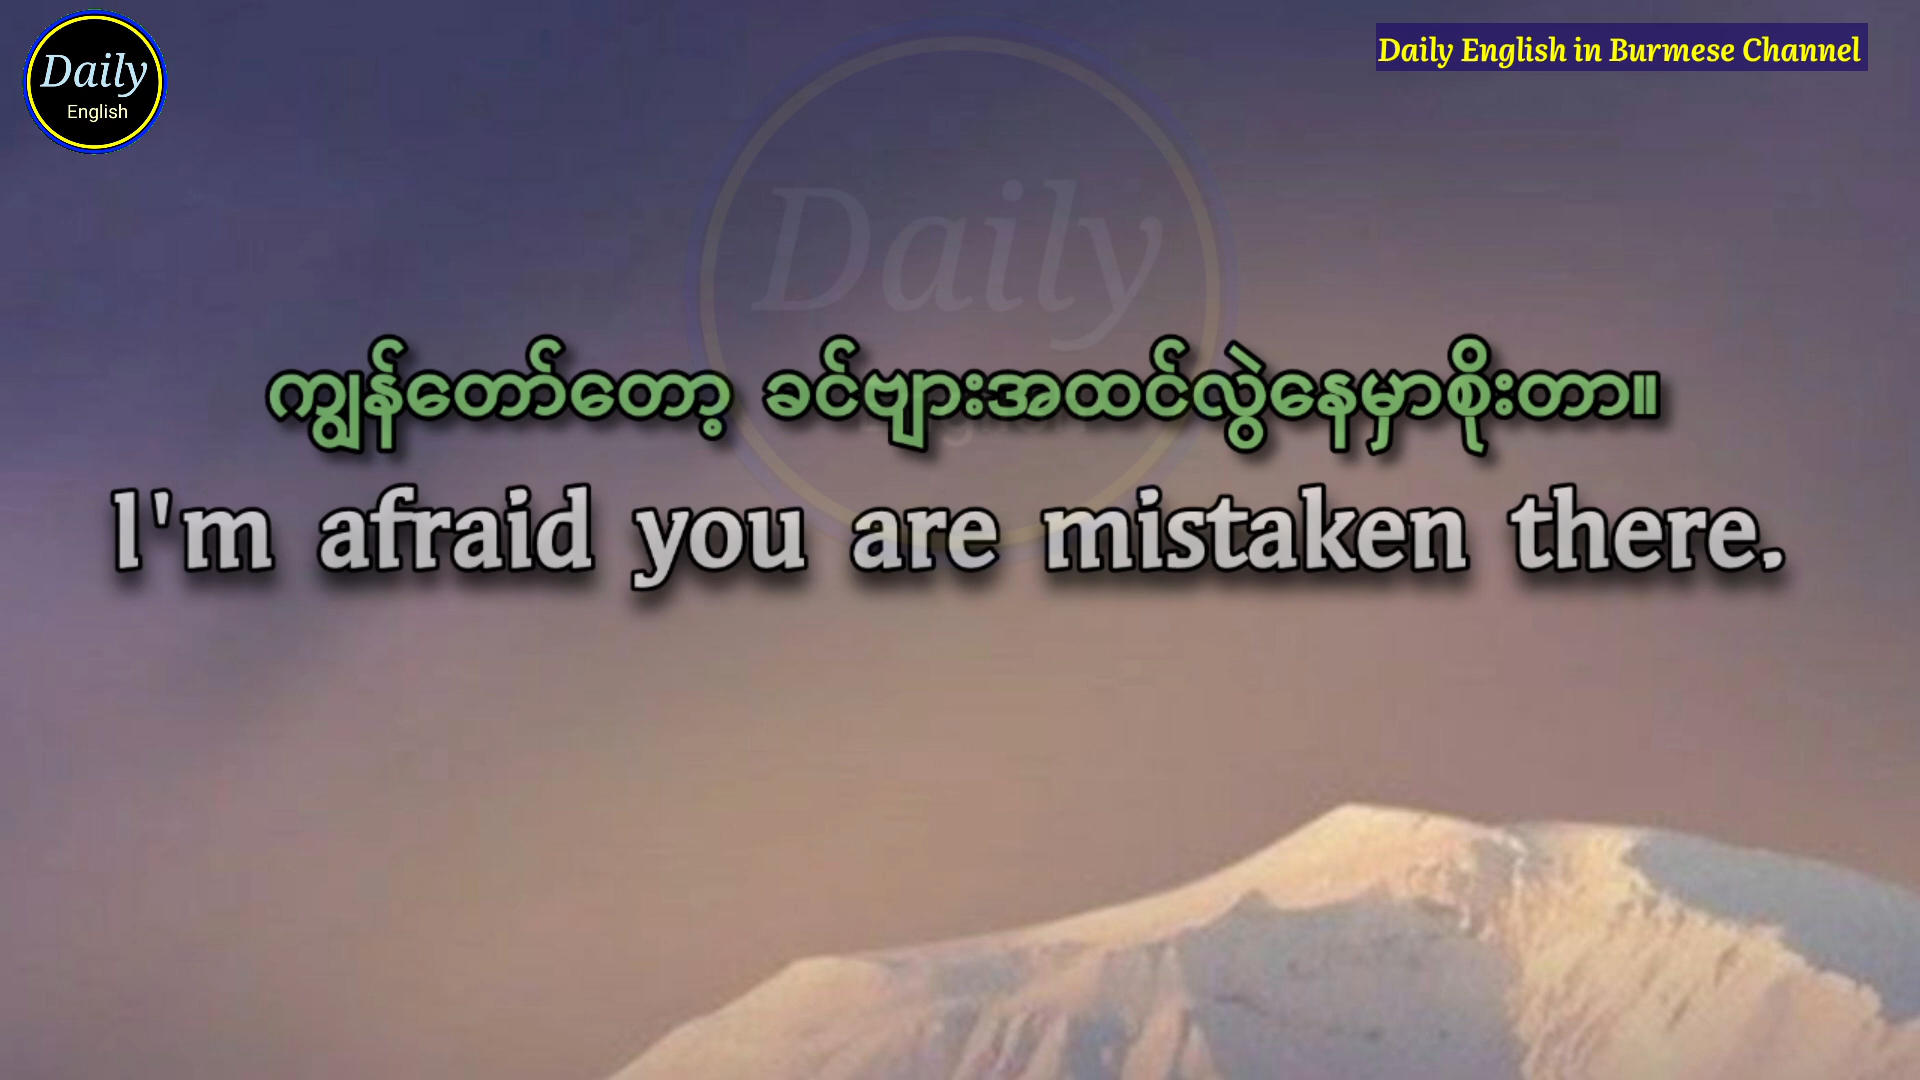 Daily
English
Daily English in Burmese Channel
Daily
ကျွန်တော်တော့ ခင်ဗျားအထင်လွဲနေမှာစိုးတာ။
I'm afraid you are mistaken there.